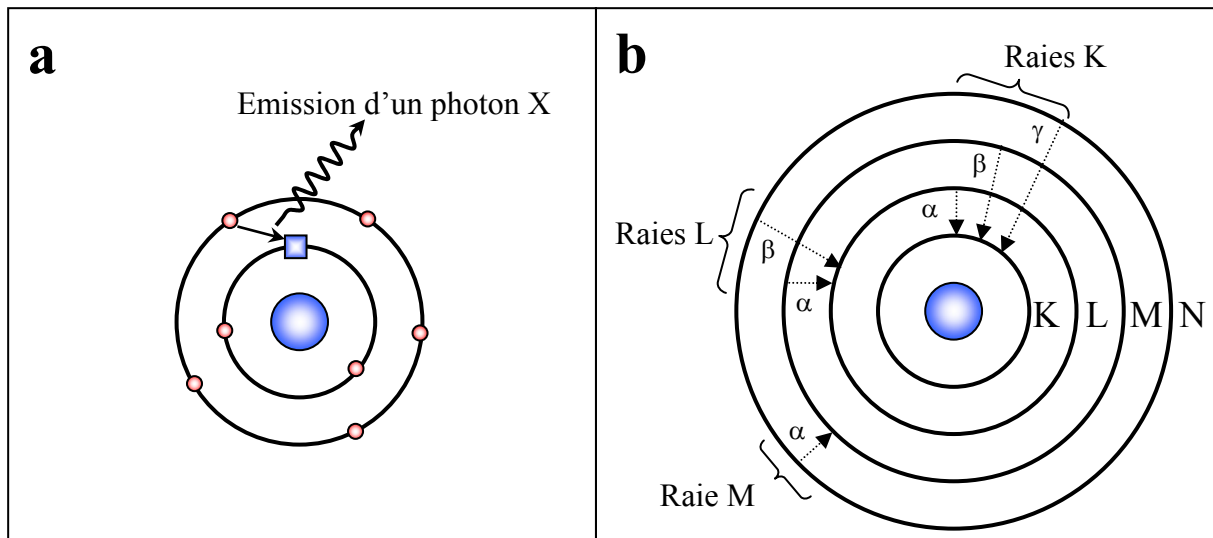 a
Emission d'un photon X
b
Raies K
γ
β
α
Raies L
β
α
K L M N
α
Raie M